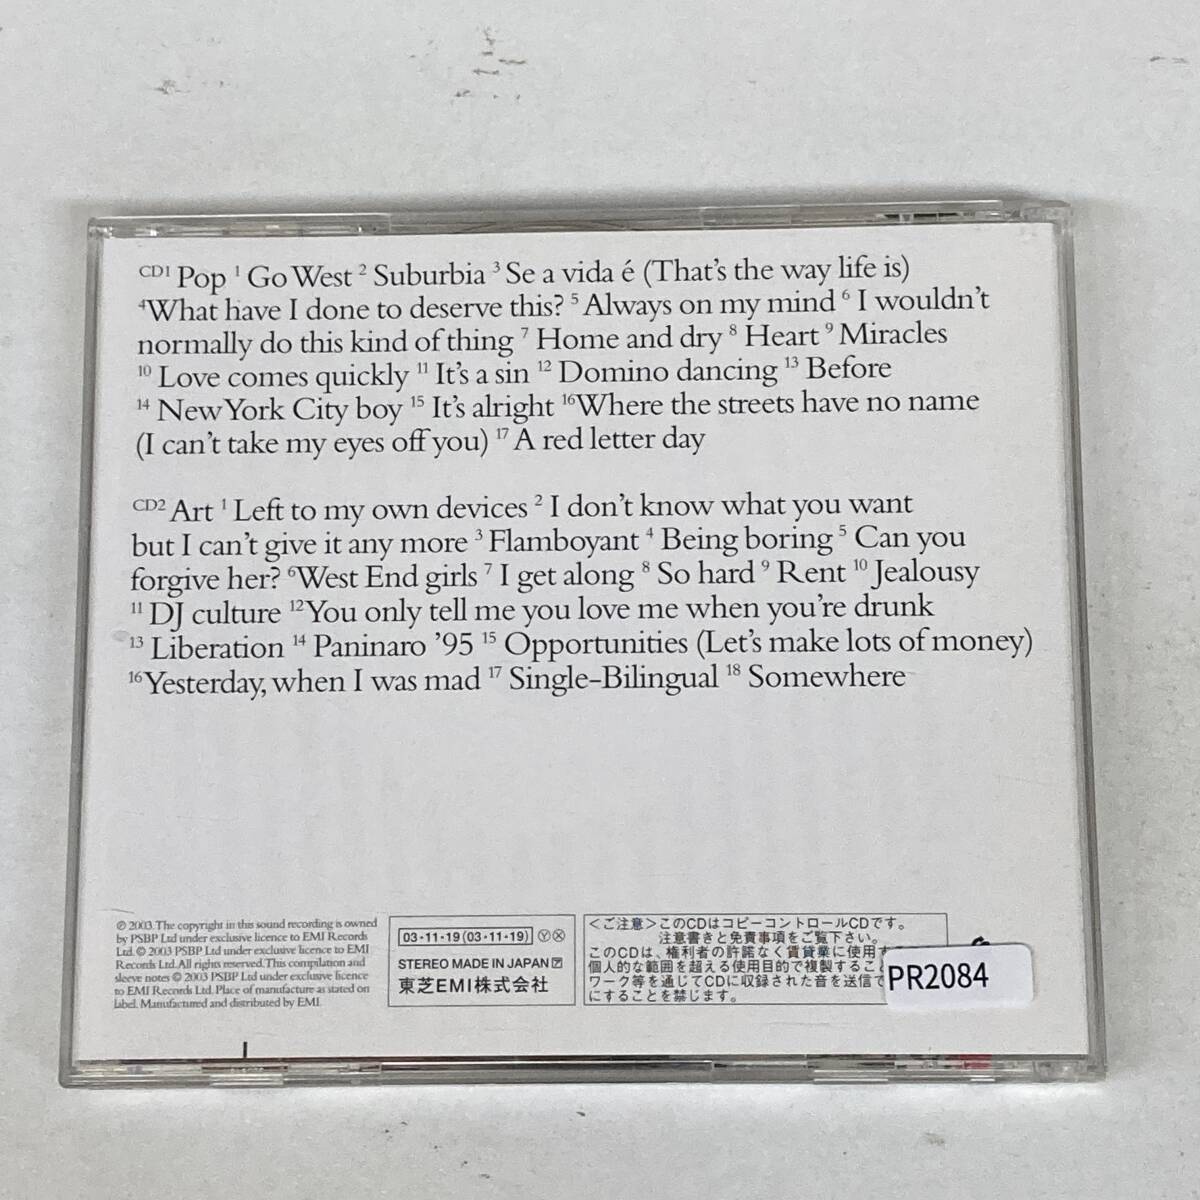 CD1 Pop 1 Go West 2 Suburbia 3 Se a vida é (That's the way life is)
4 What have I done to deserve this? 5 Always on my mind 6 I wouldn't
normally do this kind of thing 7 Home and dry 8 Heart 9 Miracles
10 Love comes quickly 11 It's a sin 12 Domino dancing 13 Before
14 New York City boy 15 It's alright 16 Where the streets have no name
(I can't take my eyes off you) 17 A red letter day
CD2 Art 1 Left to my own devices 2 I don't know what you want
but I can't give it any more 3 Flamboyant 4 Being boring 5 Can you
forgive her? 6 West End girls 7 I get along 8 So hard 9 Rent 10 Jealousy
11 DJ culture 12 You only tell me you love me when you're drunk
13 Liberation 14 Paninaro '95 15 Opportunities (Let's make lots of money)
16 Yesterday, when I was mad 17 Single-Bilingual 18 Somewhere
℗ 2003. The copyright in this sound recording is owned
by PSBP Ltd under exclusive licence to EMI Records
Ltd. © 2003 PSBP Ltd under exclusive licence to EMI
Records Ltd. All rights reserved. This compilation and
sleeve notes © 2003 PSBP Ltd under exclusive licence
to EMI Records Ltd. Place of manufacture as stated on
label. Manufactured and distributed by EMI.
03·11·19 (03·11·19) Ⓨ Ⓧ
STEREO MADE IN JAPAN
東芝EMI株式会社
<ご注意>このCDはコピーコントロールCDです。
注意書きと免責事項をご覧下さい。
このCDは、権利者の許諾なく賃貸業に使用す
個人的な範囲を超える使用目的で複製すること
ワーク等を通じてCDに収録された音を送信で
にすることを禁じます。
PR2084